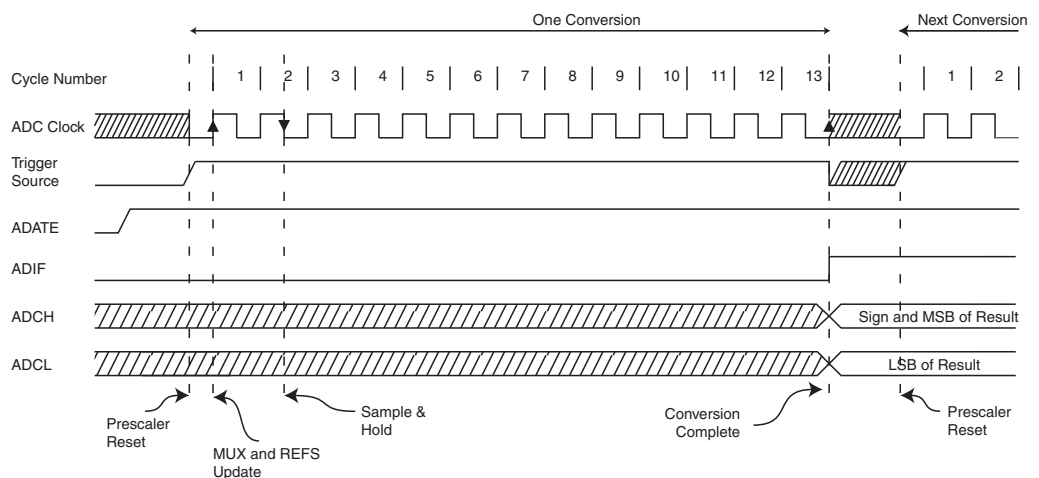 One Conversion
Next Conversion
Cycle Number
1 2 3 4 5 6 7 8 9 10 11 12 13 1 2
ADC Clock
Trigger
Source
ADATE
ADIF
ADCH
Sign and MSB of Result
ADCL
LSB of Result
Prescaler
Reset
MUX and REFS
Update
Sample &
Hold
Conversion
Complete
Prescaler
Reset